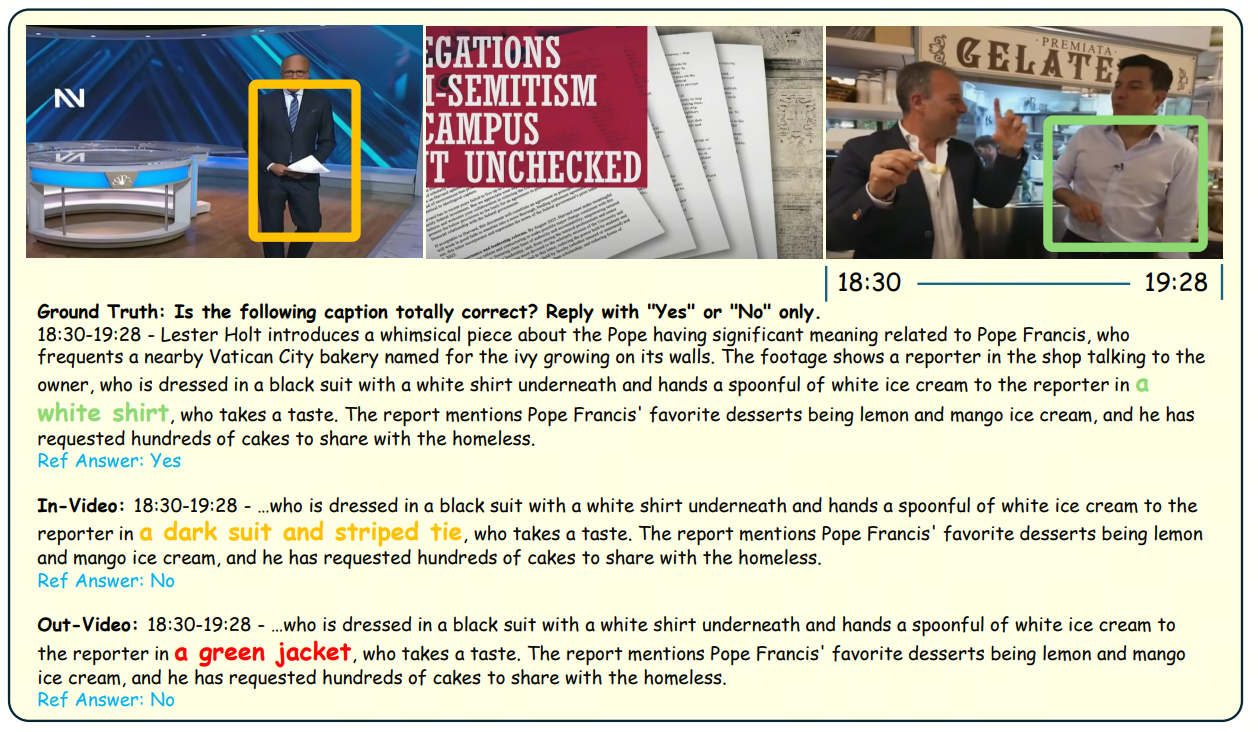 EGATIONS
I-SEMITISM
CAMPUS
T UNCHECKED
· PREMIATA ·
GELATE
18:30
19:28
Ground Truth: Is the following caption totally correct? Reply with "Yes" or "No" only.
18:30-19:28 - Lester Holt introduces a whimsical piece about the Pope having significant meaning related to Pope Francis, who
frequents a nearby Vatican City bakery named for the ivy growing on its walls. The footage shows a reporter in the shop talking to the
owner, who is dressed in a black suit with a white shirt underneath and hands a spoonful of white ice cream to the reporter in a
white shirt, who takes a taste. The report mentions Pope Francis' favorite desserts being lemon and mango ice cream, and he has
requested hundreds of cakes to share with the homeless.
Ref Answer: Yes
In-Video: 18:30-19:28 - …who is dressed in a black suit with a white shirt underneath and hands a spoonful of white ice cream to the
reporter in a dark suit and striped tie, who takes a taste. The report mentions Pope Francis' favorite desserts being lemon
and mango ice cream, and he has requested hundreds of cakes to share with the homeless.
Ref Answer: No
Out-Video: 18:30-19:28 - …who is dressed in a black suit with a white shirt underneath and hands a spoonful of white ice cream to
the reporter in a green jacket, who takes a taste. The report mentions Pope Francis' favorite desserts being lemon and mango
ice cream, and he has requested hundreds of cakes to share with the homeless.
Ref Answer: No